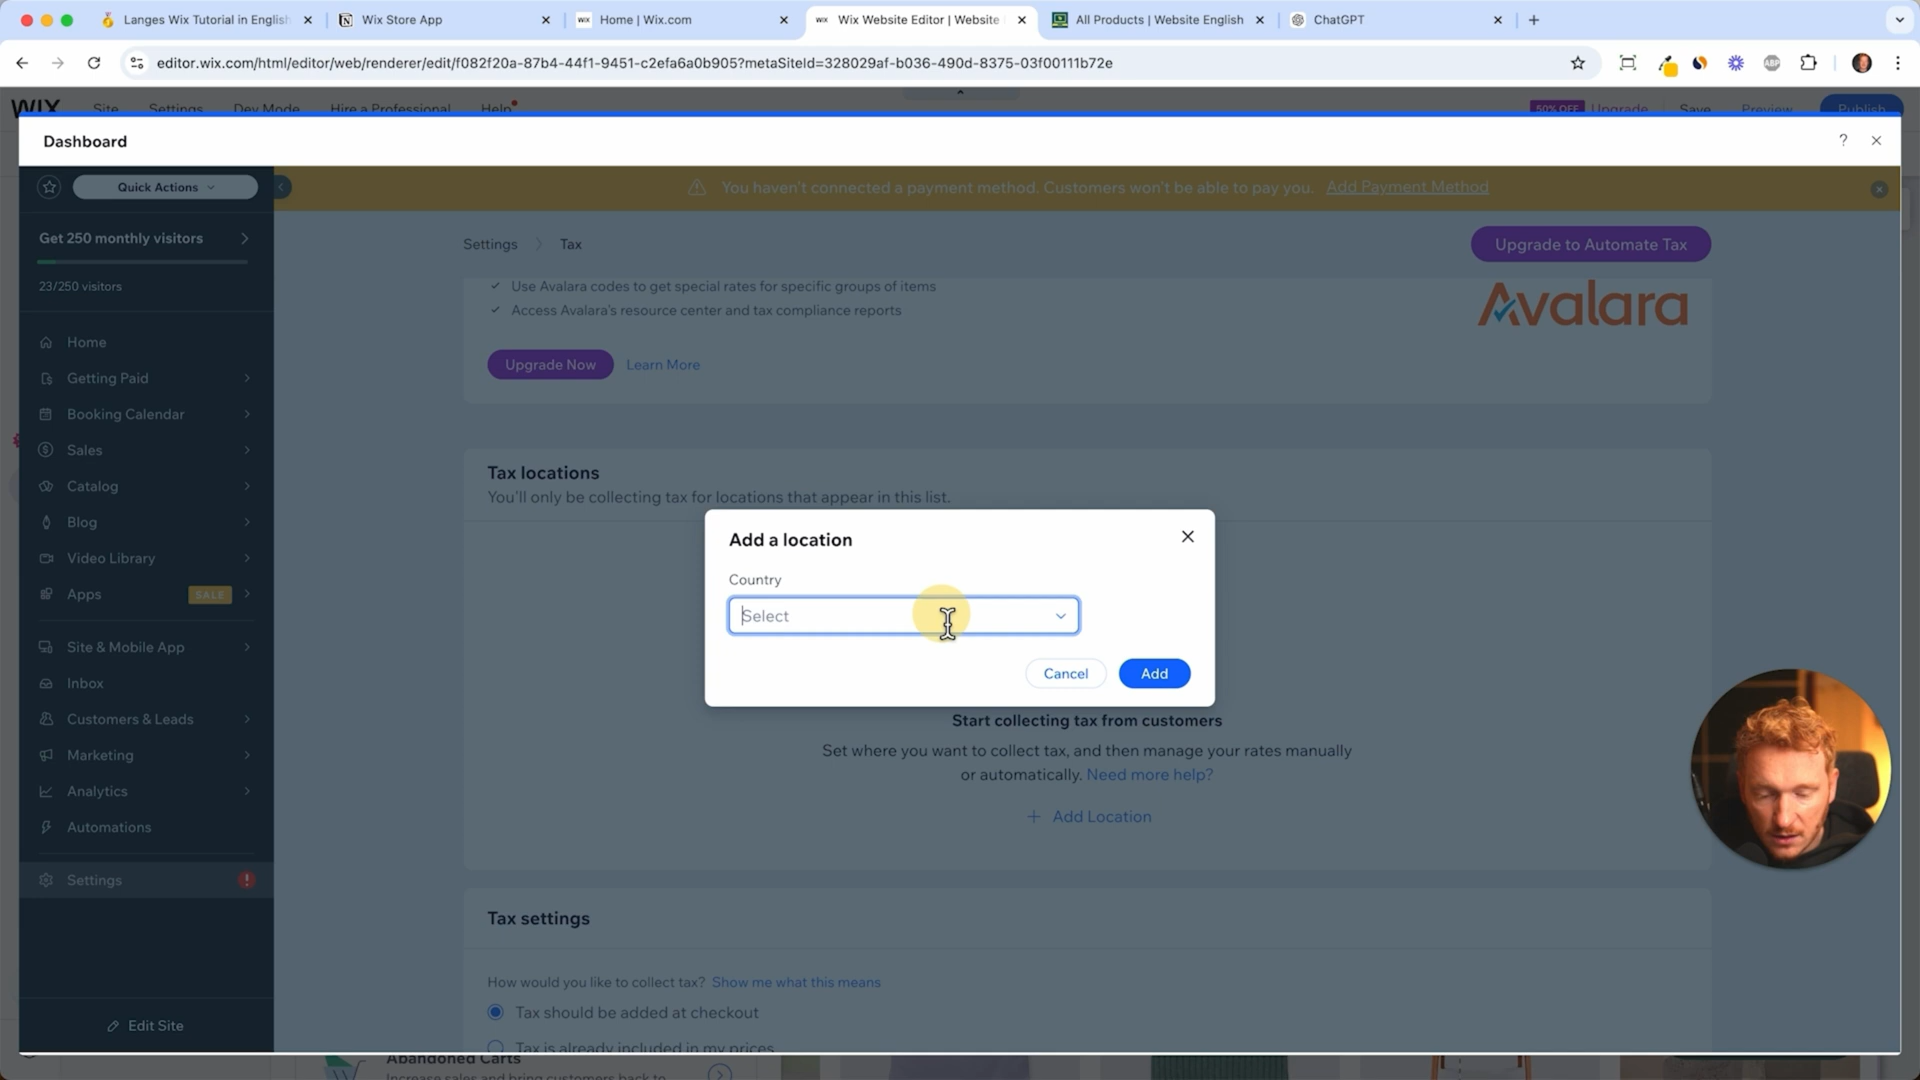 Langes Wix Tutorial in English
Wix Store App
WiX Home | Wix.com
WiX Wix Website Editor | Website
All Products | Website English
ChatGPT
editor.wix.com/html/editor/web/renderer/edit/f082f20a-87b4-44f1-9451-c2efa6a0b905?metaSiteId=328029af-b036-490d-8375-03f00111b72e
ABP
WIX Site Settings Dev Mode Hire a Professional Help 50% OFF Upgrade Save Preview Publish
Dashboard ?
Quick Actions
You haven't connected a payment method. Customers won't be able to pay you. Add Payment Method
Get 250 monthly visitors
23/250 visitors
Home
Getting Paid
Booking Calendar
Sales
Catalog
Blog
Video Library
Apps SALE
Site & Mobile App
Inbox
Customers & Leads
Marketing
Analytics
Automations
Settings !
Edit Site
Settings > Tax
Upgrade to Automate Tax
Use Avalara codes to get special rates for specific groups of items
Access Avalara's resource center and tax compliance reports
Avalara
Upgrade Now Learn More
Tax locations
You'll only be collecting tax for locations that appear in this list.
Add a location
Country
Select
Cancel Add
Start collecting tax from customers
Set where you want to collect tax, and then manage your rates manually
or automatically. Need more help?
+ Add Location
Tax settings
How would you like to collect tax? Show me what this means
Tax should be added at checkout
Tax is already included in my prices
Abandoned Carts
Increase sales and bring customers back to